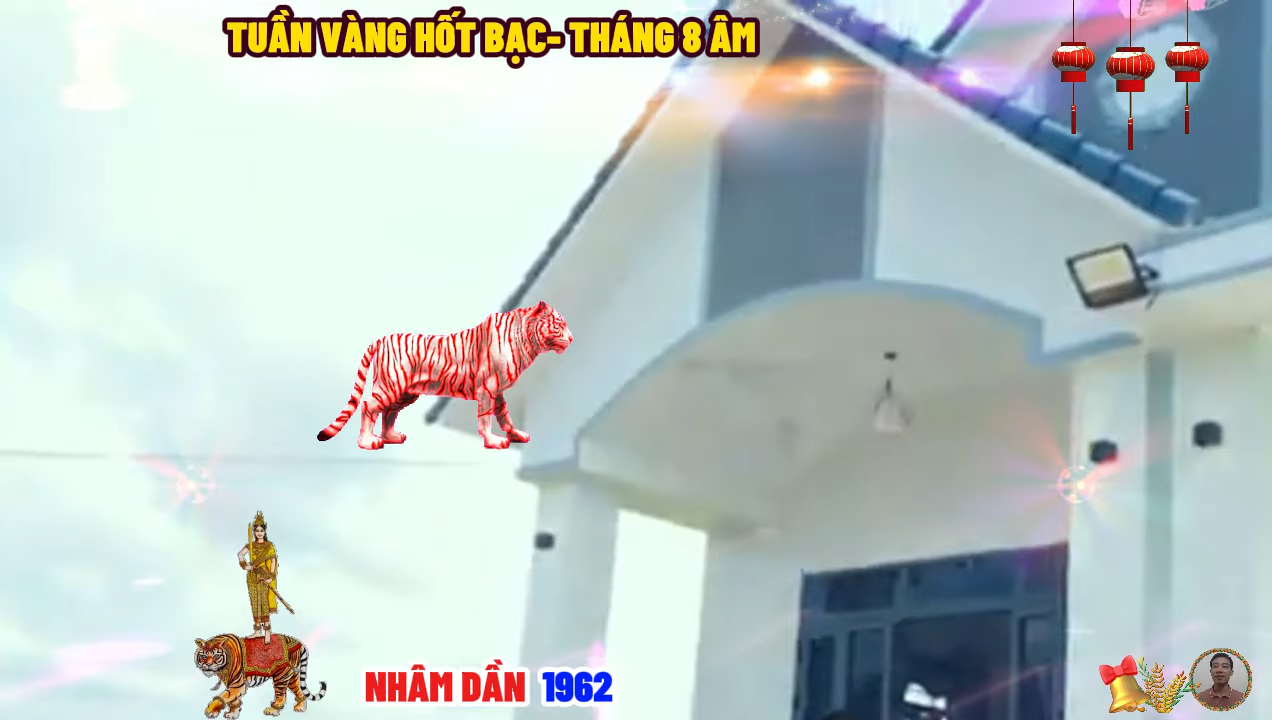 TUẦN VÀNG HỐT BẠC- THÁNG 8 ÂM
NHÂM DẦN 1962